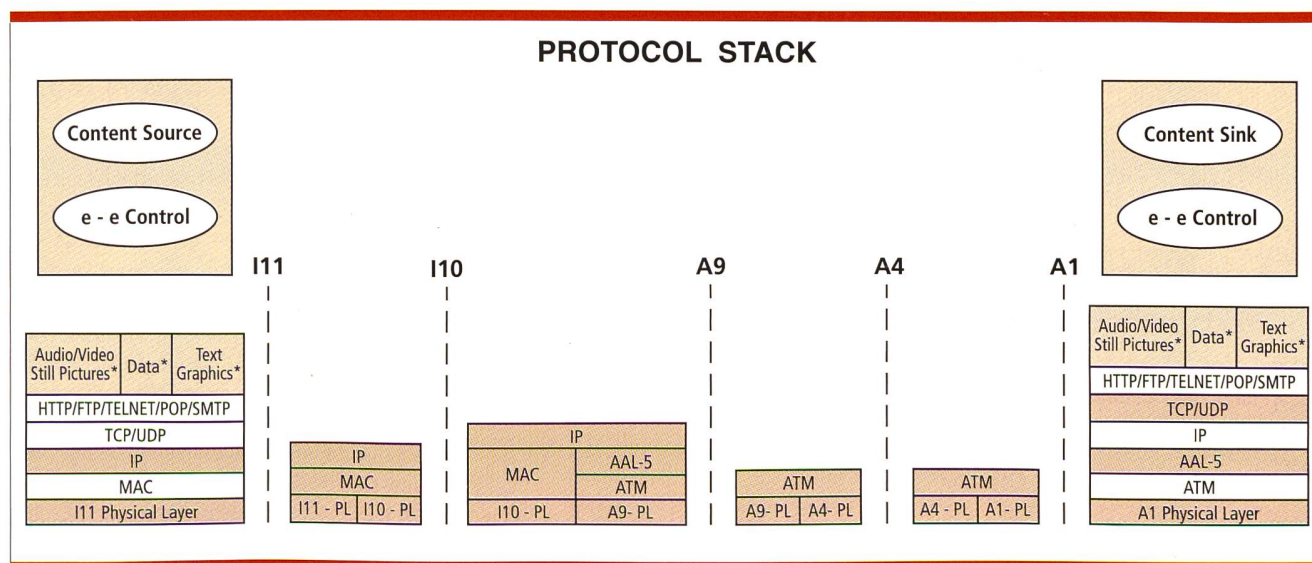 PROTOCOL STACK
Content Source
e - e Control
Content Sink
e - e Control
I11
I10
A9
A4
A1
Audio/Video
Still Pictures*
Data*
Text
Graphics*
HTTP/FTP/TELNET/POP/SMTP
TCP/UDP
IP
MAC
I11 Physical Layer
IP
MAC
I11 - PL
I10 - PL
IP
MAC
AAL-5
ATM
I10 - PL
A9- PL
ATM
A9- PL
A4- PL
ATM
A4 - PL
A1- PL
Audio/Video
Still Pictures*
Data*
Text
Graphics*
HTTP/FTP/TELNET/POP/SMTP
TCP/UDP
IP
AAL-5
ATM
A1 Physical Layer